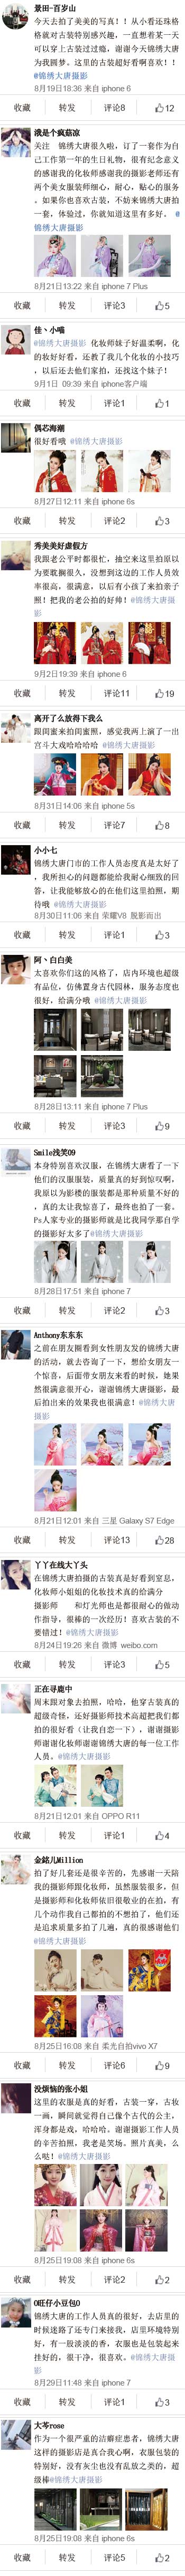 景田-百岁山
今天去拍了美美的写真！！从小看还珠格
格就对古装特别感兴趣，一直想着某一天
可以穿上古装过过瘾，谢谢今天锦绣大唐
为我圆梦。这里的古装超好看啊喜欢！！
@锦绣大唐摄影
8月19日18:36 来自 iphone 6
收藏 转发 评论8 12
我是个疯菇凉
关注 锦绣大唐很久啦，订了一套作为自
己工作第一年的生日礼物，很有纪念意义
的感谢我的化妆师感谢我的摄影老师还有
两个美女服装师细心，耐心，贴心的服务
。如果你也喜欢古装，不妨来锦绣大唐拍
一套，体验过，你就知道这里有多好。 @
锦绣大唐摄影
8月21日13:22 来自 iphone 7 Plus
收藏 转发 评论3 5
佳丶小喵
@锦绣大唐摄影 化妆师妹子好温柔啊，化
的妆好好看，还教了我几个化妆的小技巧
，以后还去他们家拍，还找这个妹子！
9月1日 09:39 来自 iphone客户端
收藏 转发 评论1 1
偶芯海潮
很好看哦 @锦绣大唐摄影
8月27日12:11 来自 iphone 6s
收藏 转发 评论2 3
秀美美好虚假方
我跟老公平时都很忙，抽空来这里拍原以
为要耽搁很久，没想到这边的工作人员效
率很高，很满意，以后有小孩了来拍亲子
照！把我的老公拍的好帅！@锦绣大唐摄
影
9月2日19:39 来自 iphone 6
收藏 转发 评论11 19
离开了么放得下我么
跟闺蜜来拍闺蜜照，感觉我两上演了一出
宫斗大戏哈哈哈哈 @锦绣大唐摄影
8月31日14:06 来自 iphone 5s
收藏 转发 评论7 8
小小七
锦绣大唐门市的工作人员态度真是太好了
，我所担心的问题都能给我耐心细致的回
答，让我能够放心的在他们这里拍照，期
待哦 @锦绣大唐摄影
8月30日11:06 来自 荣耀V8 脱影而出
收藏 转发 评论1 3
阿丶白白美
太喜欢你们这的风格了，店内环境也超级
有品位，仿佛置身古代园林，服务态度也
很好，给满分哦 @锦绣大唐摄影
8月28日13:11 来自 iphone 7 Plus
收藏 转发 评论3 9
Smile浅笑09
本身特别喜欢汉服，在锦绣大唐看了一下
他们的汉服服装，质量真的好到惊叹啊，
我原以为影楼的服装都是那种质量不好的
，真的太让我惊喜了，最终也拍了一套。
Ps人家专业的摄影师就是比我同学那自学
的摄影好太多了@锦绣大唐摄影
8月28日17:51 来自 iphone 7
收藏 转发 评论2 3
Anthony东东东
之前在朋友圈看到女性朋友发的锦绣大唐
的活动，就去咨询了一下，想给女朋友一
个惊喜，后面带女朋友来看的时候，她果
然很满意很开心，谢谢锦绣大唐摄影，最
后拍出来的效果我也很满意！@锦绣大唐
摄影
8月21日12:01 来自 三星 Galaxy S7 Edge
收藏 转发 评论13 28
丫丫在线大丫头
在锦绣大唐拍摄的古装真是好看到窒息，
化妆师小姐姐的化妆技术真的给满分
摄影师 和灯光师也是都很耐心的做动
作指导，很棒的一次经历！喜欢古装的不
要错过！@锦绣大唐摄影
8月24日19:26 来自 微博 weibo.com
收藏 转发 评论3 5
正在寻鹿中
周末跟对象去拍照，哈哈，他穿古装真的
超级奇怪，还好摄影师技术高超把我们都
拍的很好看（让我自恋一下），谢谢摄影
师谢谢化妆师谢谢锦绣大唐的每一位工作
人员。@锦绣大唐摄影
8月21日12:01 来自 OPPO R11
收藏 转发 评论1 4
金铭儿Million
拍了好几套还是很辛苦的，先感谢一天陪
我的摄影师跟化妆师，虽然服装很多，但
是摄影师和化妆师依旧很敬业的在拍，有
几个动作我自己都拍的不想拍了，他们还
是追求质量多拍了几遍，真的很感谢他们
@锦绣大唐摄影
8月25日16:08 来自 柔光自拍vivo X7
收藏 转发 评论6 9
没烦恼的张小姐
这里的衣服是真的好看，古装一穿，古妆
一画，瞬间就觉得自己像个古代的公主，
浑身都是戏，哈哈哈。谢谢摄影工作人员
的辛苦拍照，我老是笑场。照片真美，么
么哒！@锦绣大唐摄影
8月25日19:08 来自 iphone 6s
收藏 转发 评论2 2
O旺仔小豆包O
锦绣大唐的工作人员真的很好，去店里的
时候迷路了还专门来接我，店里环境特别
好，有一股淡淡的香，衣服也是包装起来
挂好的，很干净，很喜欢。@锦绣大唐摄
影
8月29日11:48 来自 iphone 7
收藏 转发 评论1 3
大芩rose
作为一个很严重的洁癖症患者，锦绣大唐
这样的摄影店是真合我心啊，衣服包装的
特别好，没有灰尘也没有乱放之类的，超
级棒@锦绣大唐摄影
8月25日19:08 来自 iphone 6s
收藏 转发 评论5 2